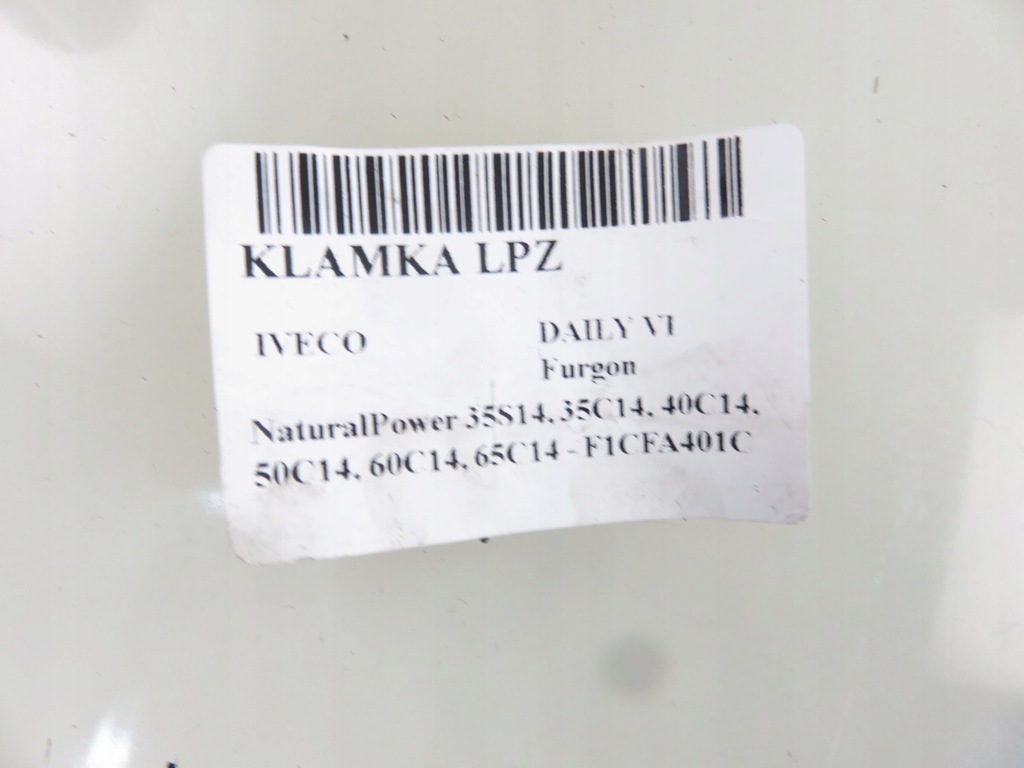 KLAMKA LPZ
IVECO DAILY VI
Furgon
NaturalPower 35S14, 35C14, 40C14,
50C14, 60C14, 65C14 - F1CFA401C